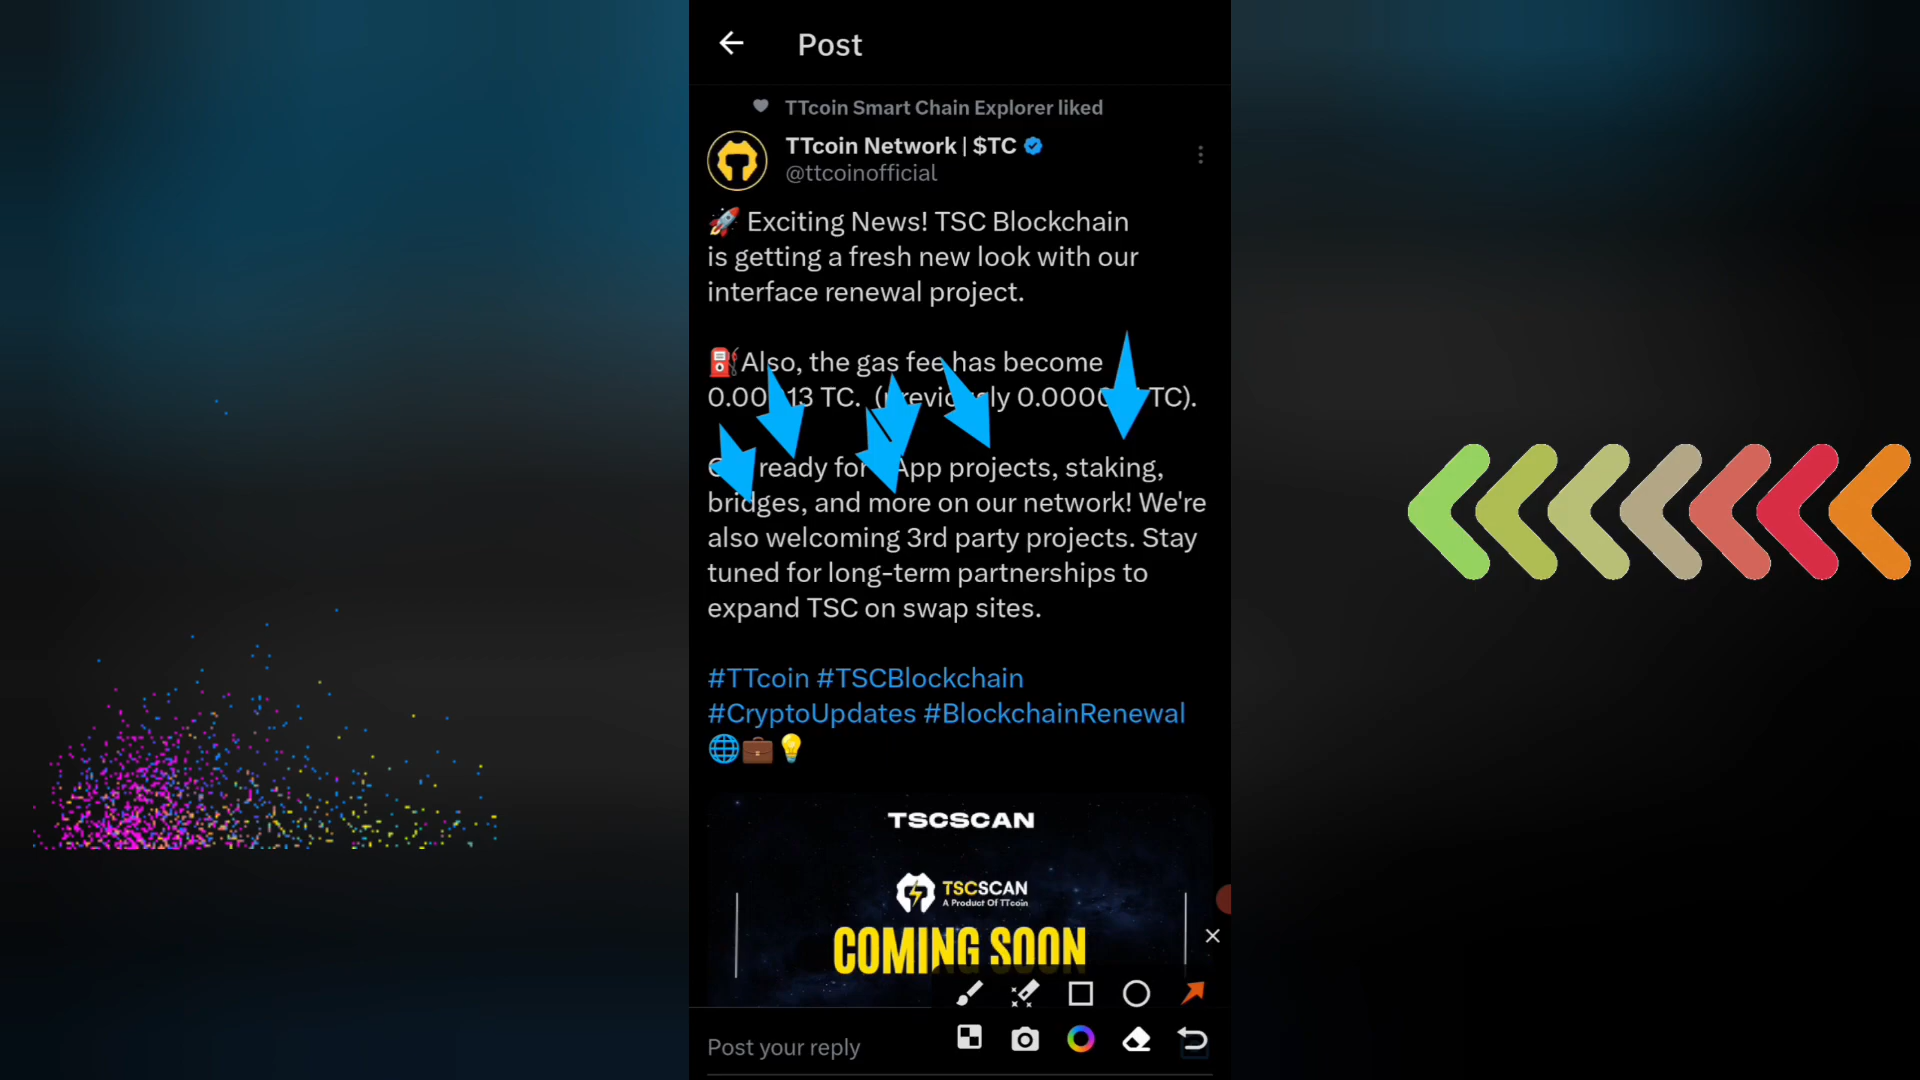 Post
TTcoin Smart Chain Explorer liked
TTcoin Network | $TC
@ttcoinofficial
🚀 Exciting News! TSC Blockchain
is getting a fresh new look with our
interface renewal project.
⛽Also, the gas fee has become
TC. TC).
ready for projects, staking,
bridges, and more on our network! We're
also welcoming 3rd party projects. Stay
tuned for long-term partnerships to
expand TSC on swap sites.
#TTcoin #TSCBlockchain
#CryptoUpdates #BlockchainRenewal
🌐💼💡
TSCSCAN
TSCSCAN
A Product Of TTcoin
COMING SOON
Post your reply